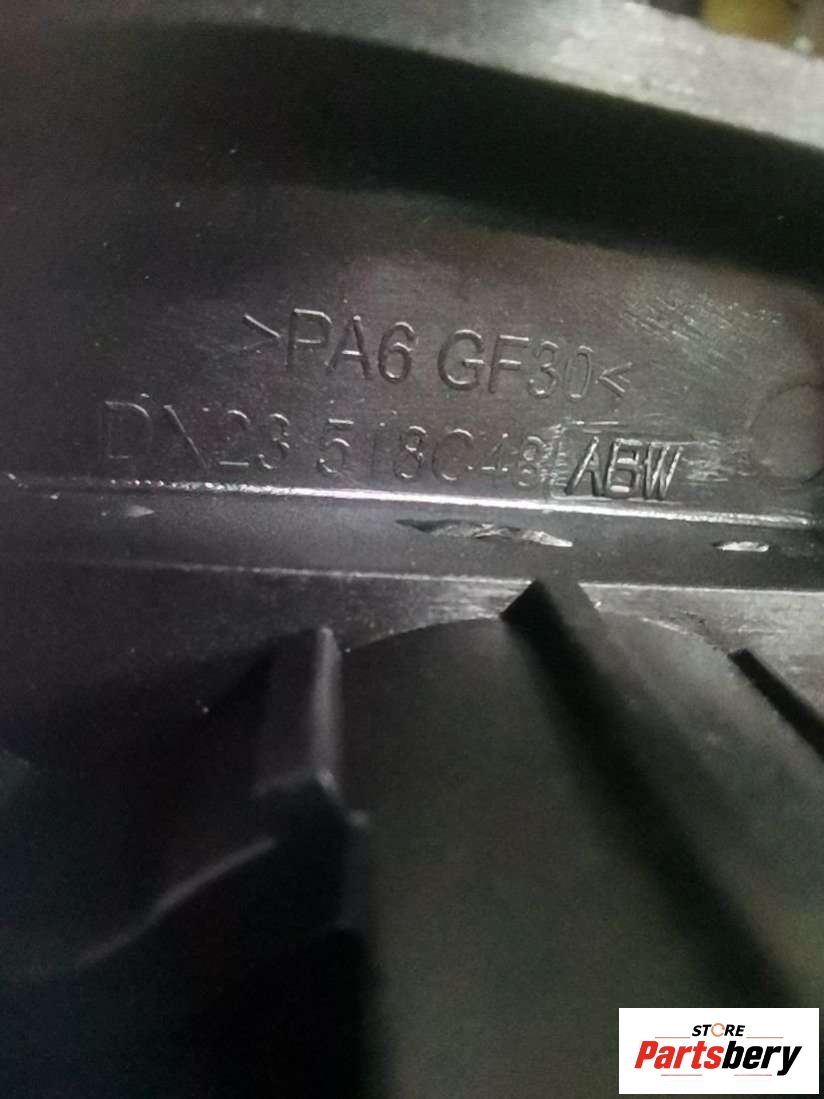 >PA6 GF30<
DN23 518C48 ABW
STORE
Partsbery